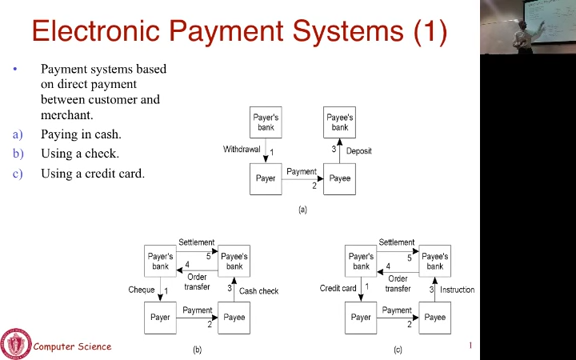 Electronic Payment Systems (1)
• Payment systems based
on direct payment
between customer and
merchant.
a) Paying in cash.
b) Using a check.
c) Using a credit card.
Payer's
bank
Payee's
bank
Withdrawal
1
3
Deposit
Payer
Payment
2
Payee
(a)
Payer's
bank
Settlement
5
4
Order
transfer
Payee's
bank
Cheque
1
3
Cash check
Payer
Payment
2
Payee
(b)
Payer's
bank
Settlement
5
4
Order
transfer
Payee's
bank
Credit card
1
3
Instruction
Payer
Payment
2
Payee
(c)
Computer Science
1